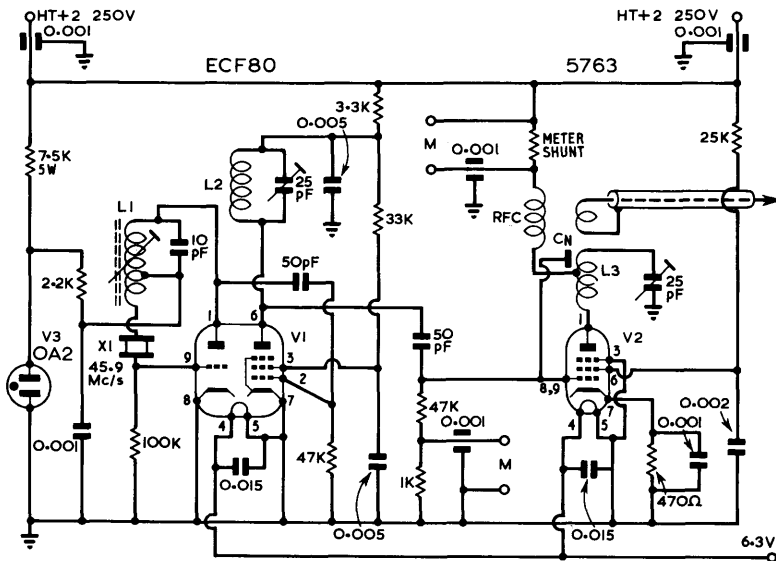 HT+2 250V
0.001
ECF80
5763
HT+2 250V
0.001
3.3K
0.005
M
0.001
METER
SHUNT
25K
7.5K
5W
L2
25
pF
RFC
L1
10
pF
33K
CN
L3
25
pF
2.2K
50pF
V3
OA2
X1
45.9
Mc/s
1
6
V1
9
3
2
8
7
4
5
50
pF
1
V2
3
8,9
6
7
4
5
0.001
100K
0.015
47K
47K
1K
0.001
M
0.005
0.015
470Ω
0.001
0.002
6.3V